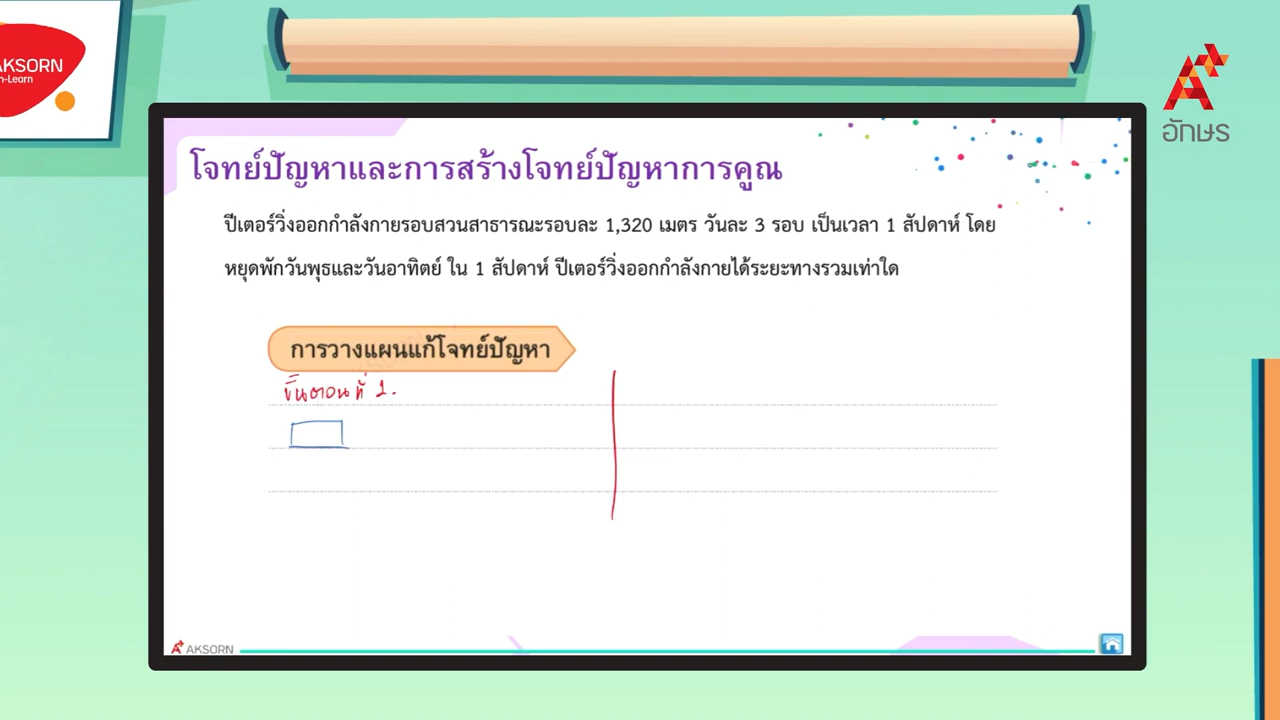 AKSORN
n-Learn
อักษร
โจทย์ปัญหาและการสร้างโจทย์ปัญหาการคูณ
ปีเตอร์วิ่งออกกำลังกายรอบสวนสาธารณะรอบละ 1,320 เมตร วันละ 3 รอบ เป็นเวลา 1 สัปดาห์ โดย
หยุดพักวันพุธและวันอาทิตย์ ใน 1 สัปดาห์ ปีเตอร์วิ่งออกกำลังกายได้ระยะทางรวมเท่าใด
การวางแผนแก้โจทย์ปัญหา
ขั้นตอนที่ 1.
AKSORN